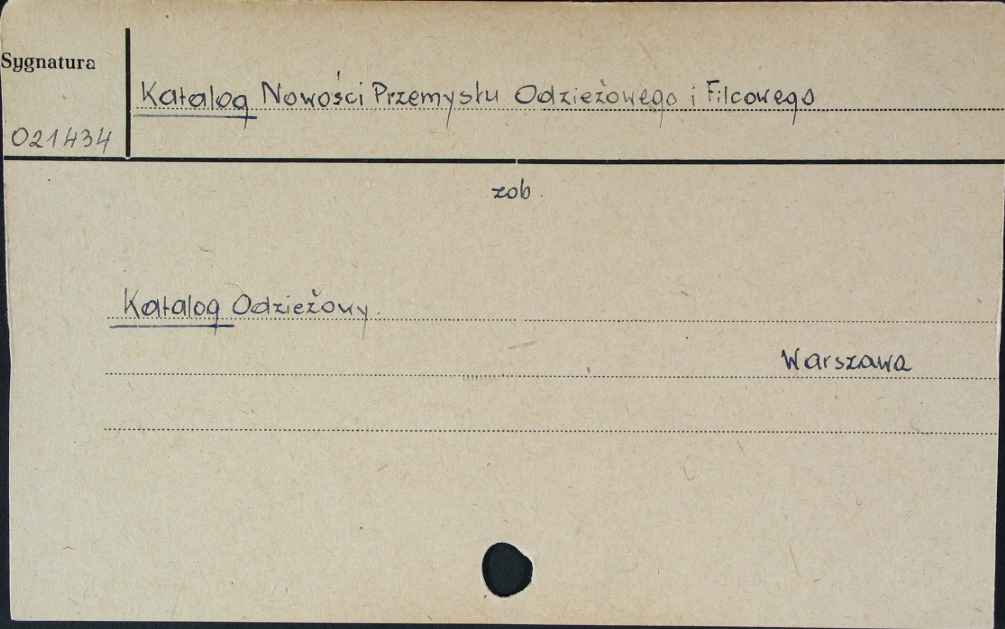 Sygnatura
Katalog Nowości Przemysłu Odzieżowego i Filcowego
021434
zob.
Katalog Odzieżowy.
Warszawa